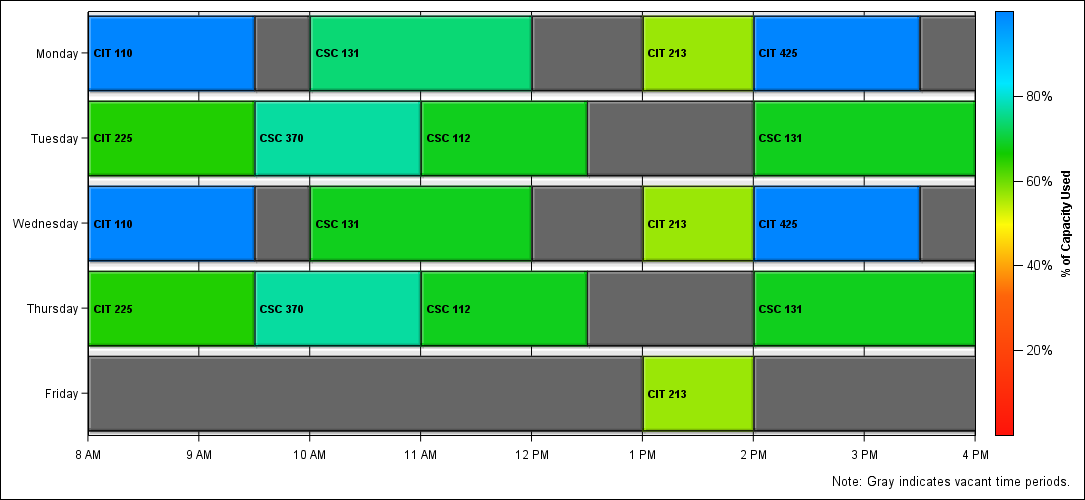 Monday
CIT 110
CSC 131
CIT 213
CIT 425
Tuesday
CIT 225
CSC 370
CSC 112
CSC 131
Wednesday
CIT 110
CSC 131
CIT 213
CIT 425
Thursday
CIT 225
CSC 370
CSC 112
CSC 131
Friday
CIT 213
8 AM
9 AM
10 AM
11 AM
12 PM
1 PM
2 PM
3 PM
4 PM
80%
60%
40%
20%
% of Capacity Used
Note: Gray indicates vacant time periods.